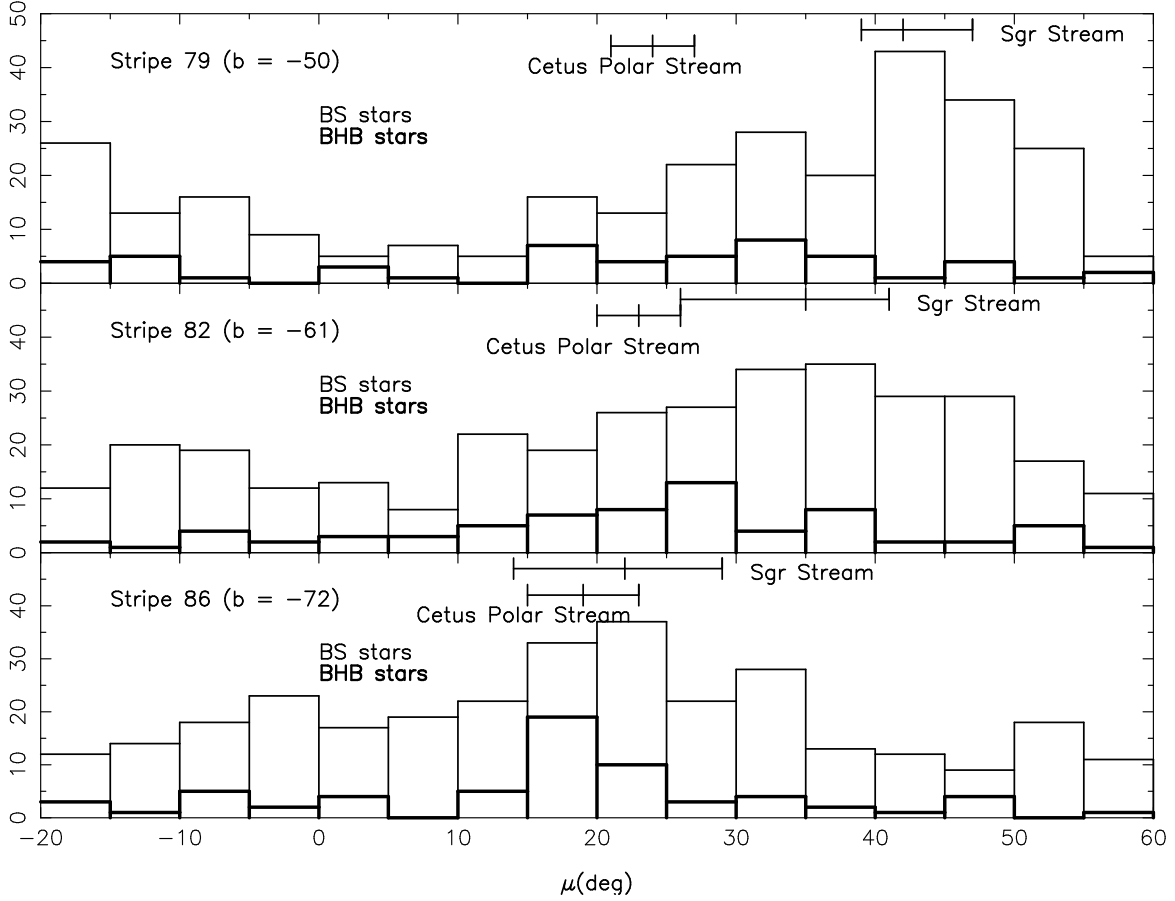 50
40
30
20
10
0
Stripe 79 (b = −50)
Cetus Polar Stream
Sgr Stream
BS stars
BHB stars
40
30
20
10
0
Stripe 82 (b = −61)
Cetus Polar Stream
Sgr Stream
BS stars
BHB stars
40
30
20
10
0
Stripe 86 (b = −72)
Sgr Stream
Cetus Polar Stream
BS stars
BHB stars
−20 −10 0 10 20 30 40 50 60
μ(deg)